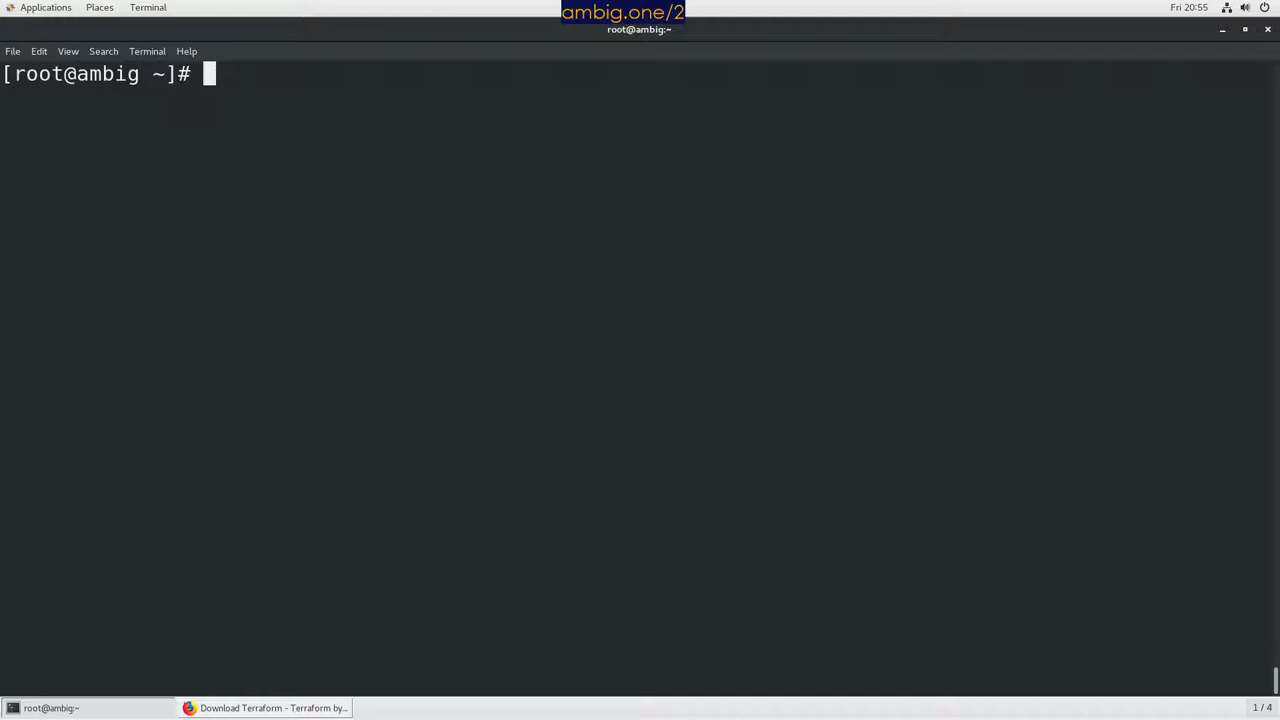 Applications Places Terminal ambig.one/2 Fri 20:55
root@ambig:~
File Edit View Search Terminal Help
[root@ambig ~]#
root@ambig:~ Download Terraform - Terraform by... 1 / 4